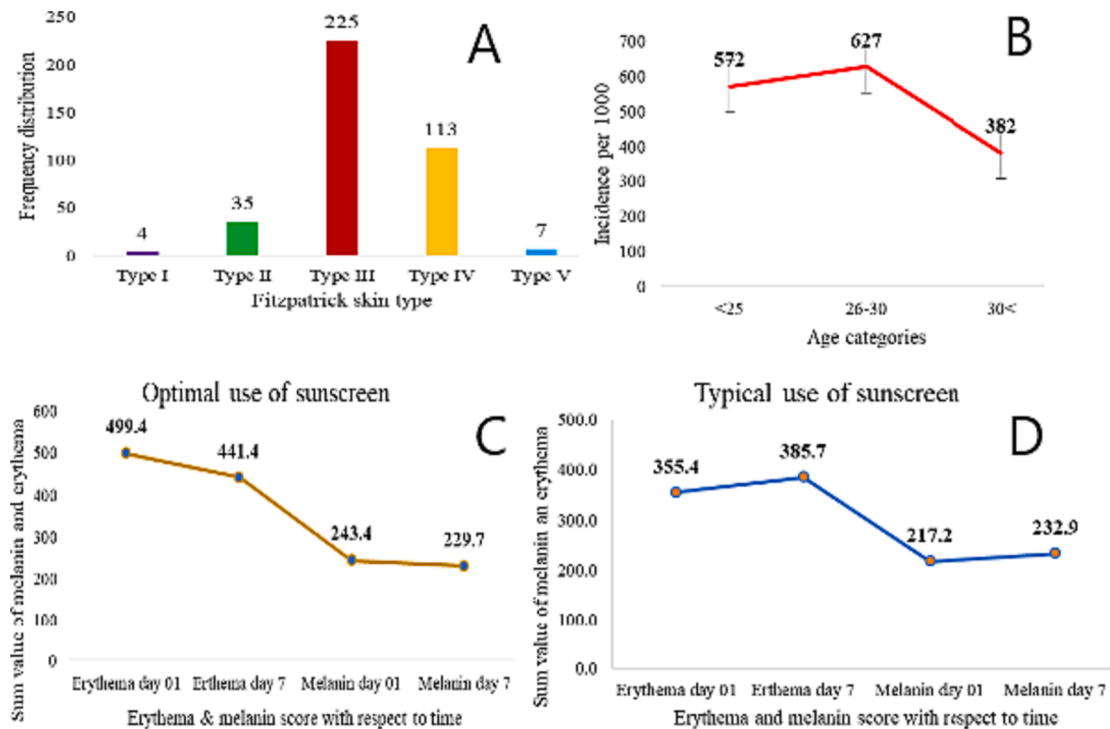 A
Frequency distribution
250
200
150
100
50
0
4
35
225
113
7
Type I Type II Type III Type IV Type V
Fitzpatrick skin type
B
Incidence per 1000
700
600
500
400
300
200
100
0
572
627
382
<25 26-30 30<
Age categories
Optimal use of sunscreen
C
Sum value of melanin and erythema
600
500
400
300
200
100
0
499.4
441.4
243.4
229.7
Erythema day 01 Erthema day 7 Melanin day 01 Melanin day 7
Erythema & melanin score with respect to time
Typical use of sunscreen
D
Sum value of melanin an erythema
500.0
400.0
300.0
200.0
100.0
0.0
355.4
385.7
217.2
232.9
Erythema day 01 Erthema day 7 Melanin day 01 Melanin day 7
Erythema and melanin score with respect to time